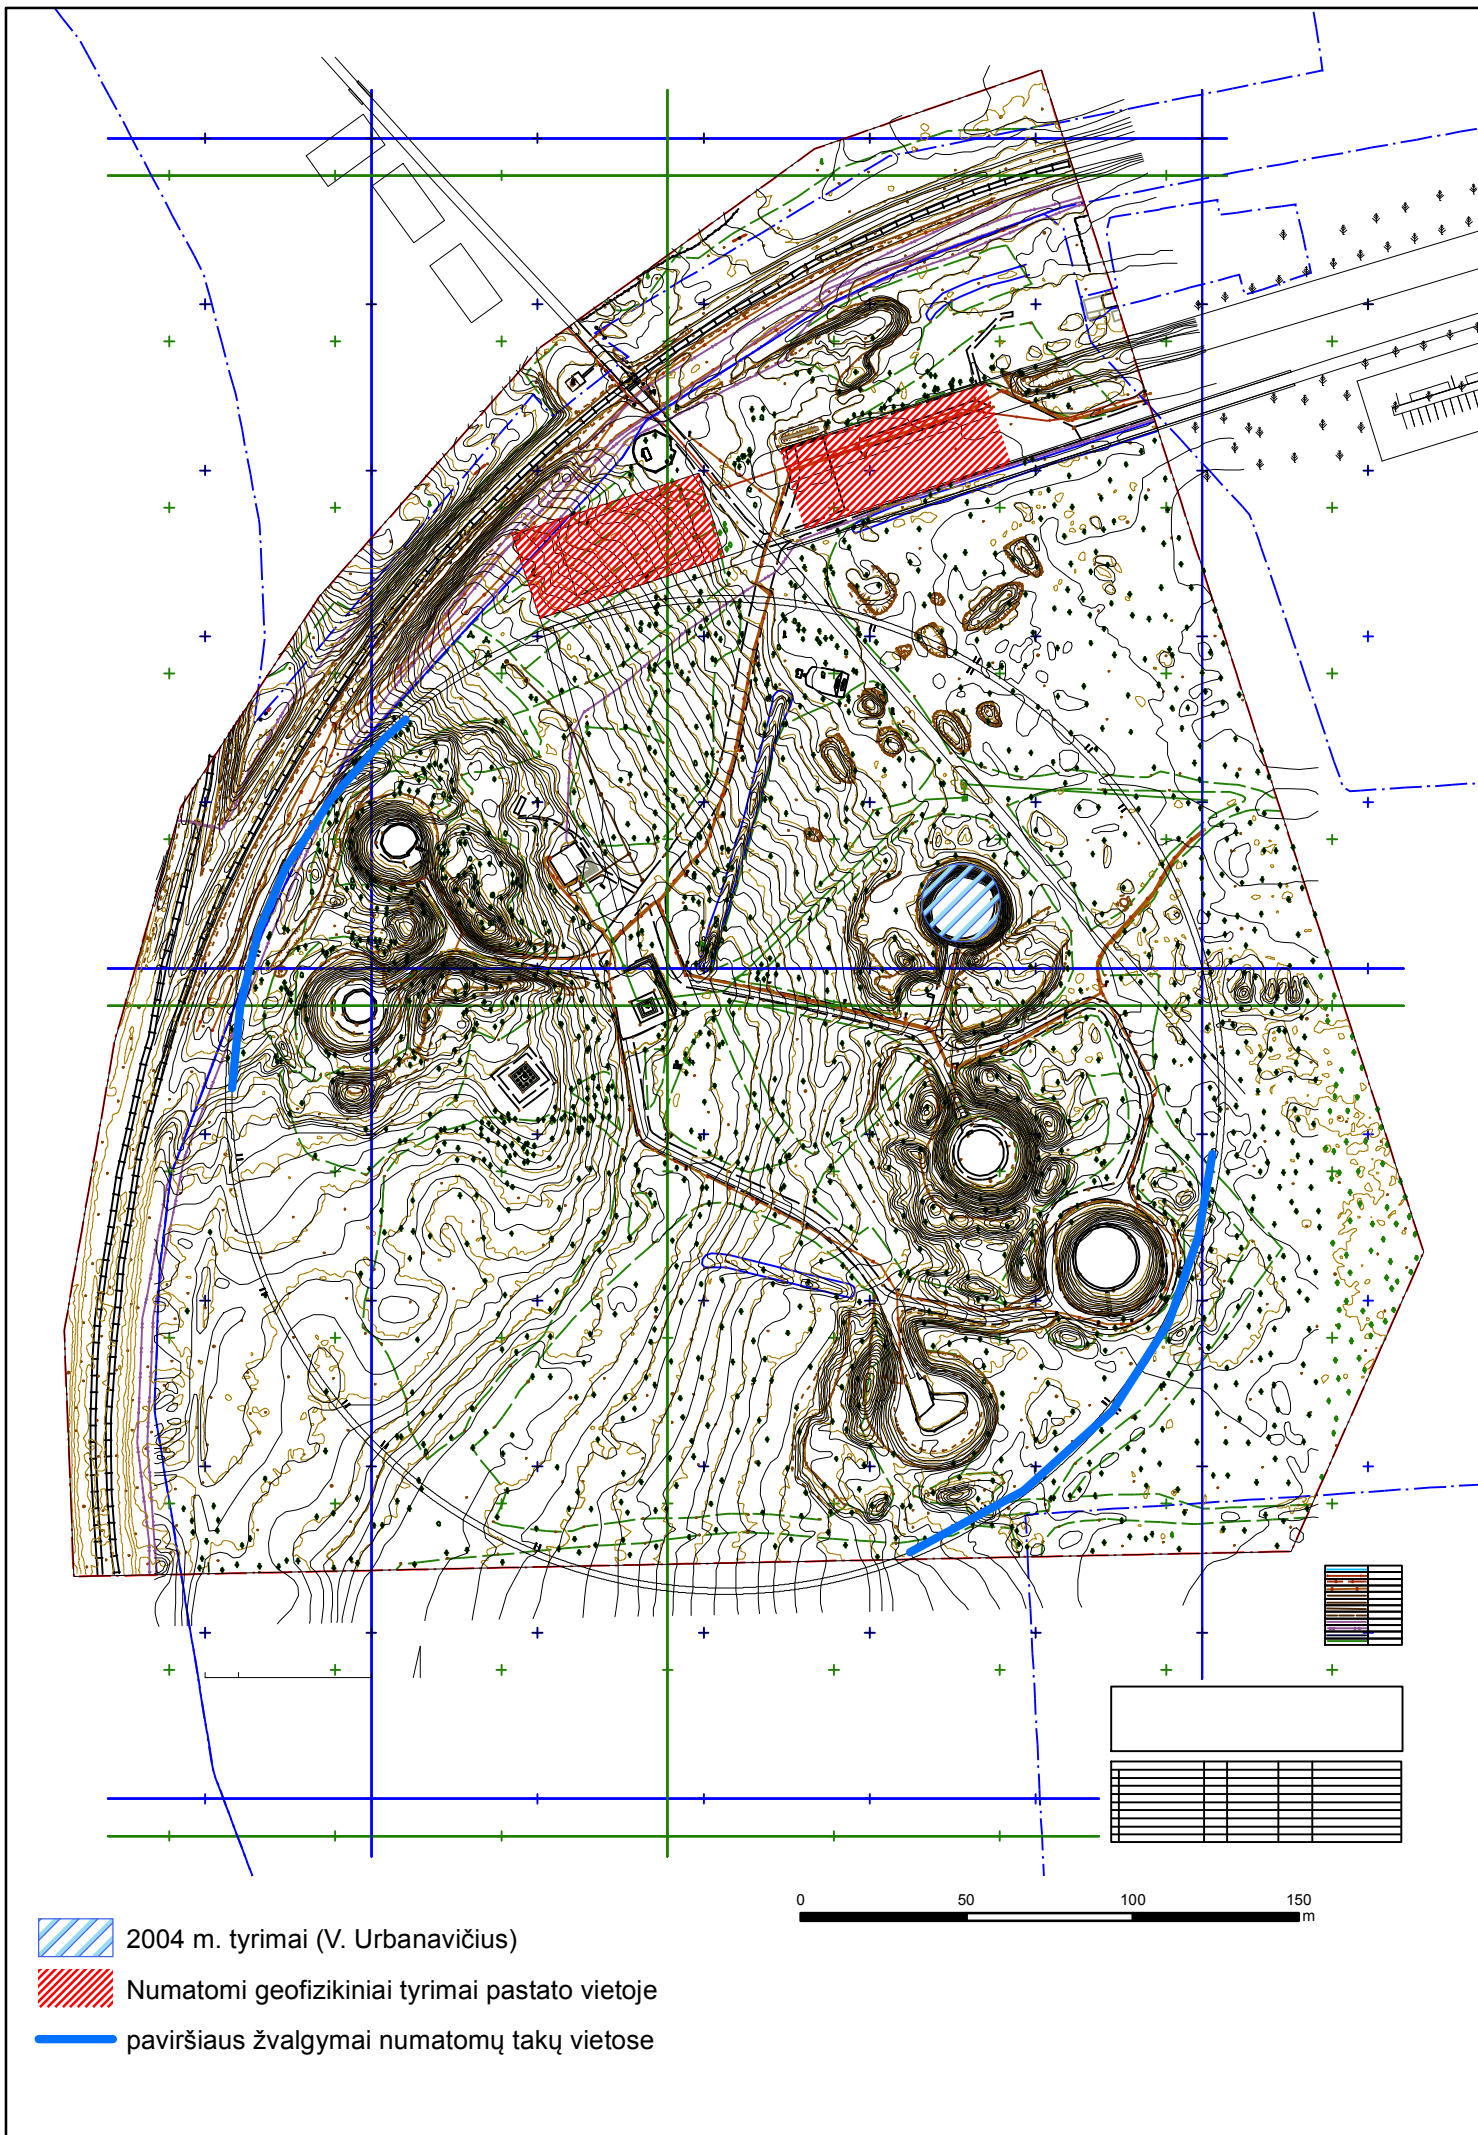 0 50 100 150
m
2004 m. tyrimai (V. Urbanavičius)
Numatomi geofizikiniai tyrimai pastato vietoje
paviršiaus žvalgymai numatomų takų vietose